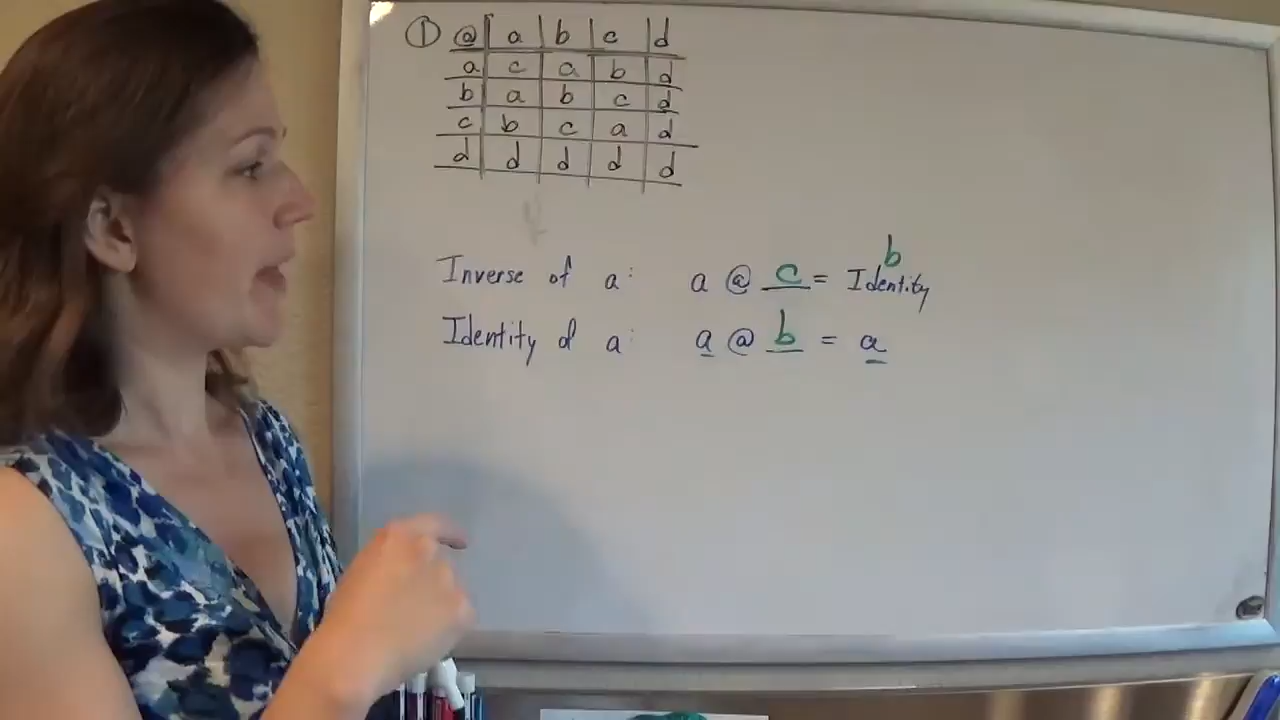 ① @ a b c d
a c a b d
b a b c d
c b c a d
d d d d d
b
Inverse of a: a @ c = Identity
Identity of a: a @ b = a